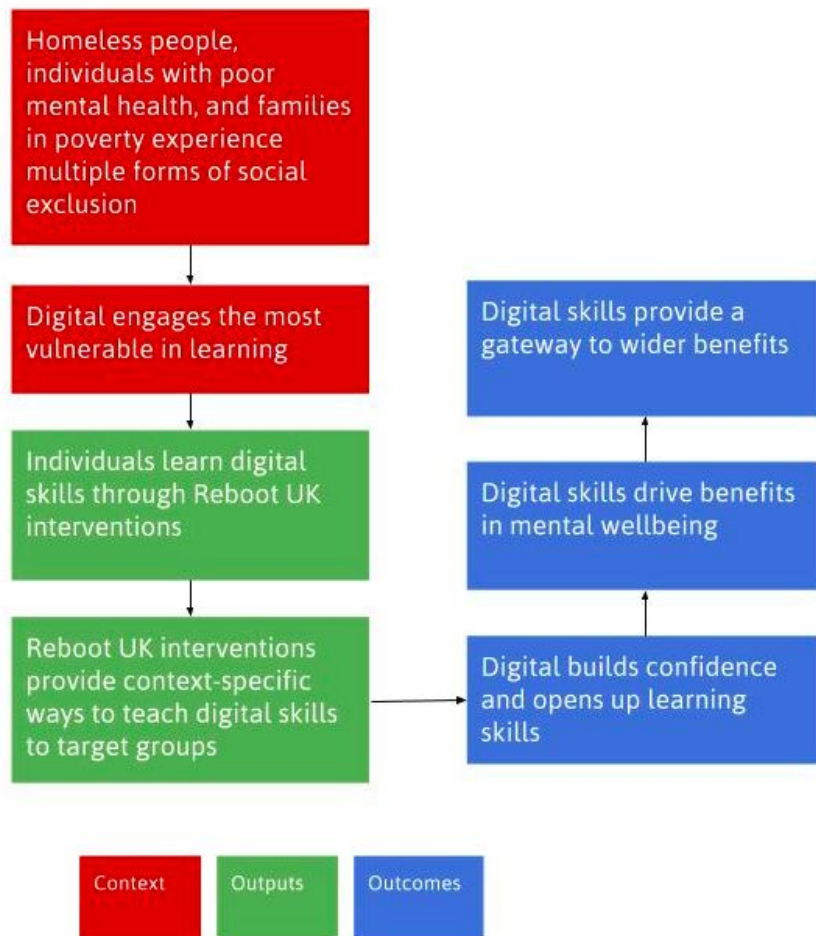 Homeless people,
individuals with poor
mental health, and families
in poverty experience
multiple forms of social
exclusion
Digital engages the most
vulnerable in learning
Individuals learn digital
skills through Reboot UK
interventions
Reboot UK interventions
provide context-specific
ways to teach digital skills
to target groups
Digital builds confidence
and opens up learning
skills
Digital skills drive benefits
in mental wellbeing
Digital skills provide a
gateway to wider benefits
Context
Outputs
Outcomes